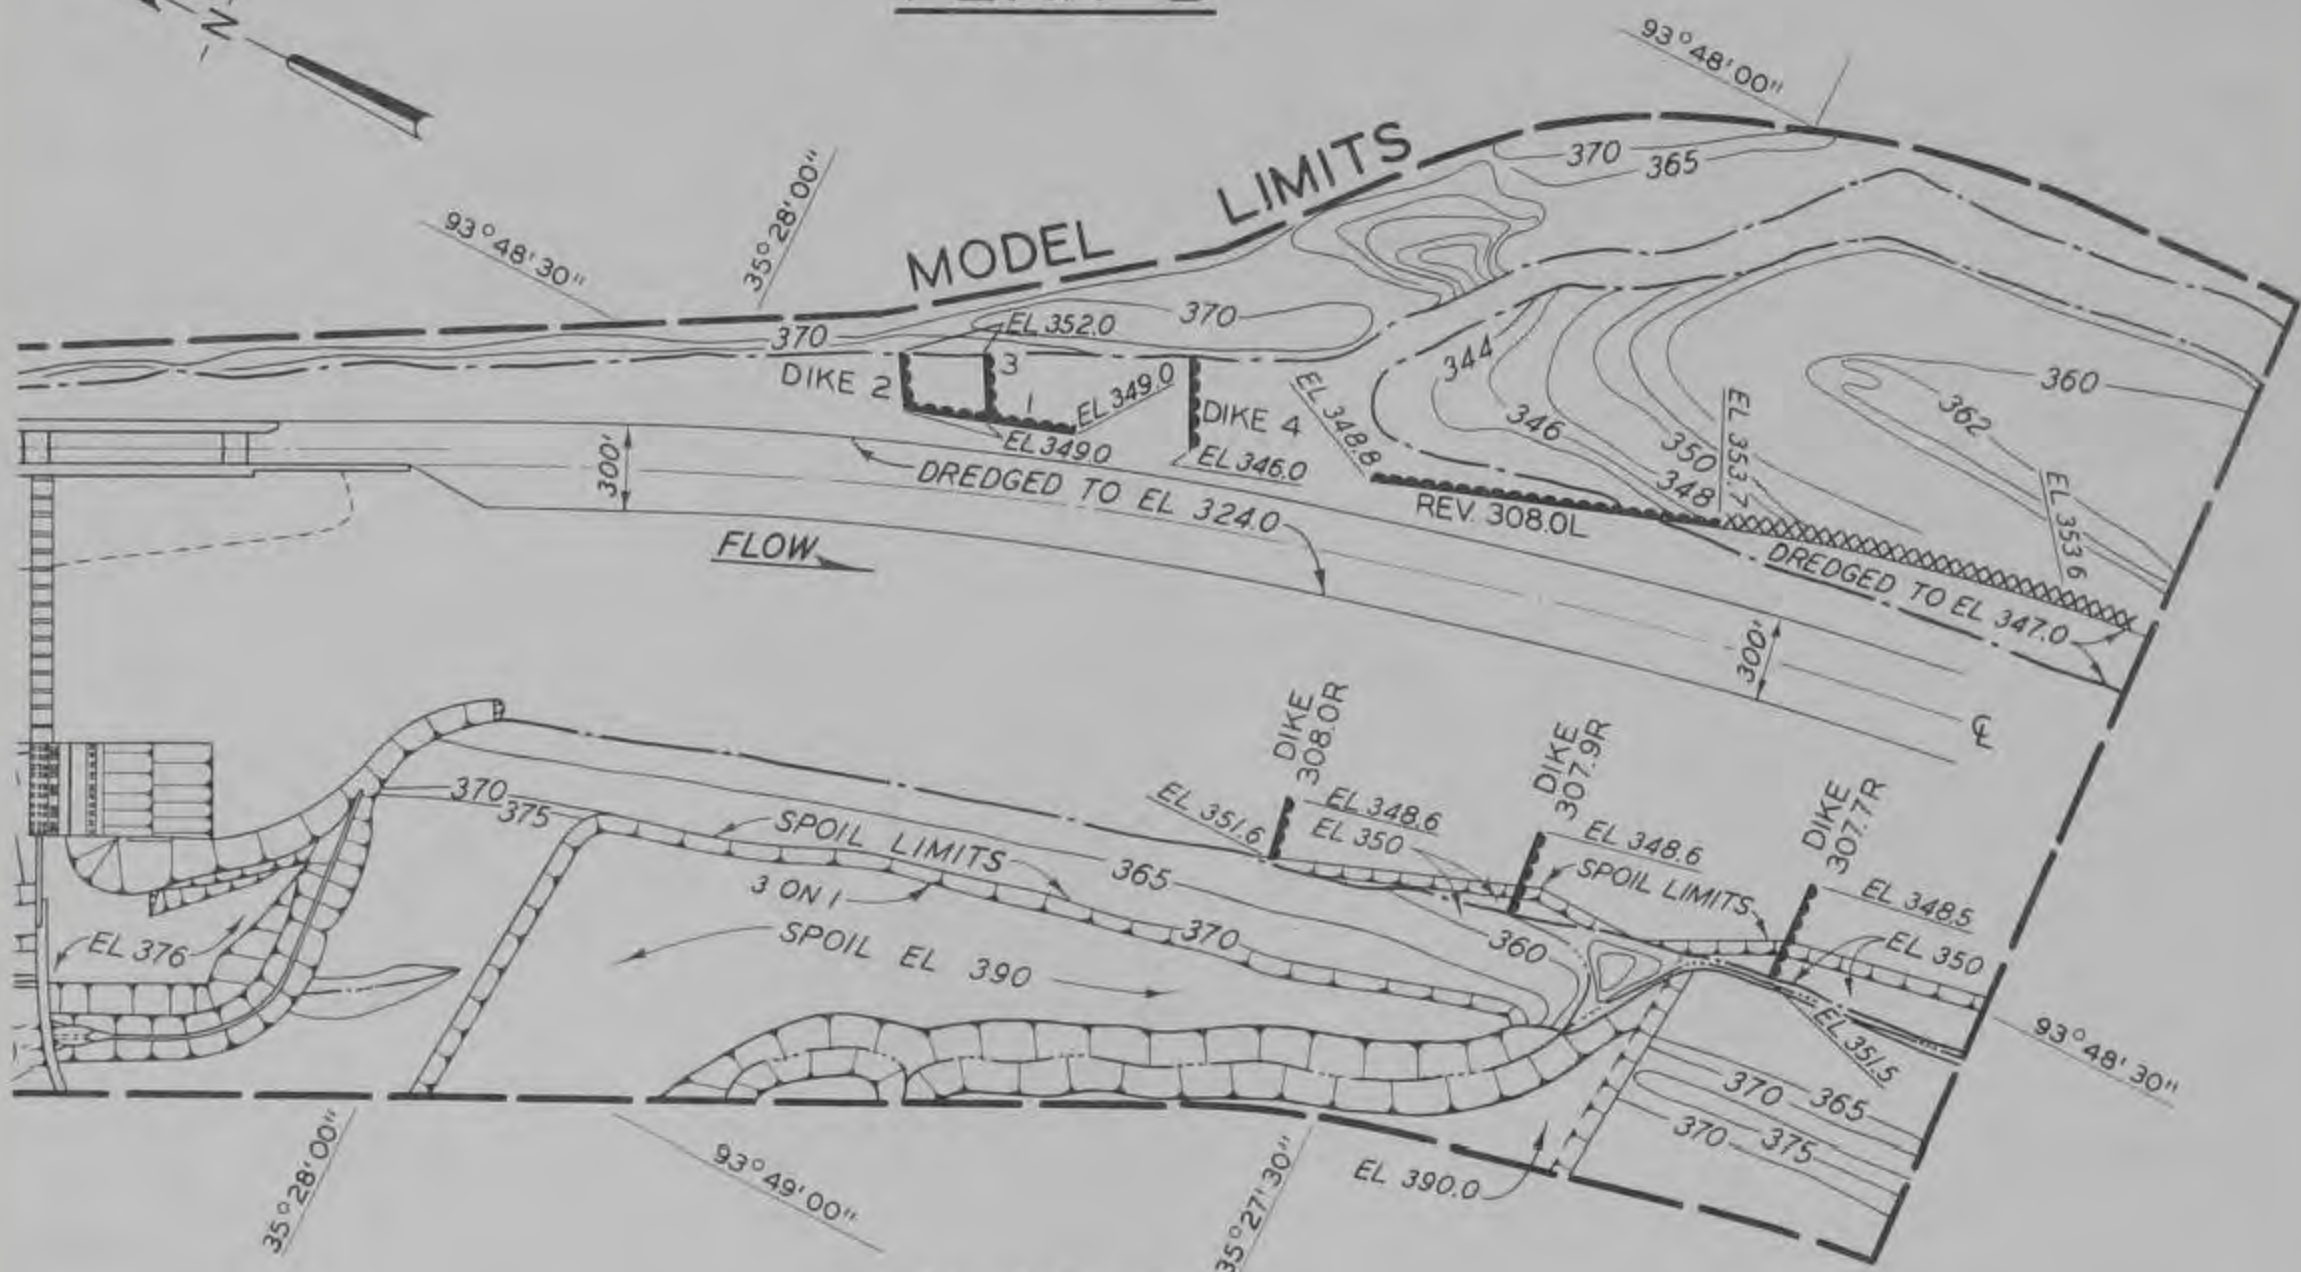 N
93°48'00"
35°28'00"
93°48'30"
MODEL LIMITS
370
365
370
370
EL 352.0
DIKE 2
3
1
EL 349.0
EL 349.0
DIKE 4
EL 346.0
EL 348.8
344
346
350
348
EL 353.7
360
362
EL 353.6
300'
DREDGED TO EL 324.0
REV. 308.0L
FLOW
DREDGED TO EL 347.0
300'
℄
DIKE
308.0R
DIKE
307.9R
DIKE
307.7R
EL 351.6
EL 348.6
EL 350
EL 348.6
SPOIL LIMITS
EL 348.5
EL 350
370
375
SPOIL LIMITS
3 ON 1
365
370
360
SPOIL EL 390
EL 376
EL 351.5
93°48'30"
370
365
370
375
EL 390.0
35°28'00"
93°49'00"
35°27'30"